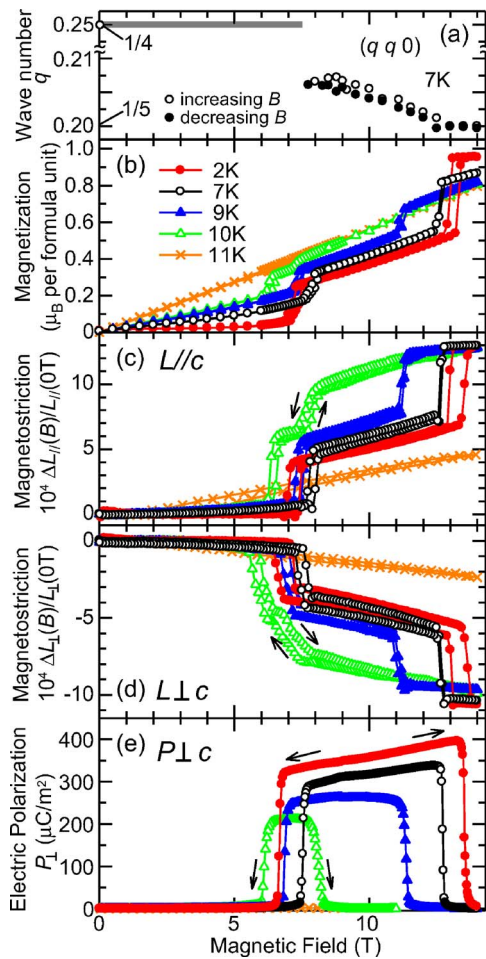 0.25
1/4
(q q 0)
(a)
Wave number
q
0.21
7K
1/5
increasing B
decreasing B
0.20
(b)
Magnetization
(μB per formula unit)
0.8
0.6
0.4
0.2
0
2K
7K
9K
10K
11K
(c) L//c
Magnetostriction
10⁴ ΔL//(B)/L//(0T)
10
5
0
Magnetostriction
10⁴ ΔL⊥(B)/L⊥(0T)
0
-5
-10
(d) L⊥c
(e) P⊥c
Electric Polarization
P⊥ (μC/m²)
400
300
200
100
0
0 5 10
Magnetic Field (T)